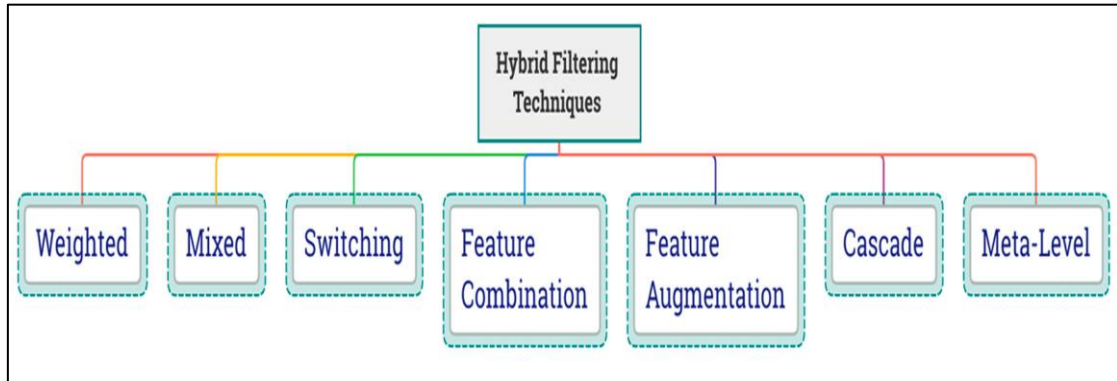 Hybrid Filtering
Techniques
Weighted
Mixed
Switching
Feature
Combination
Feature
Augmentation
Cascade
Meta-Level